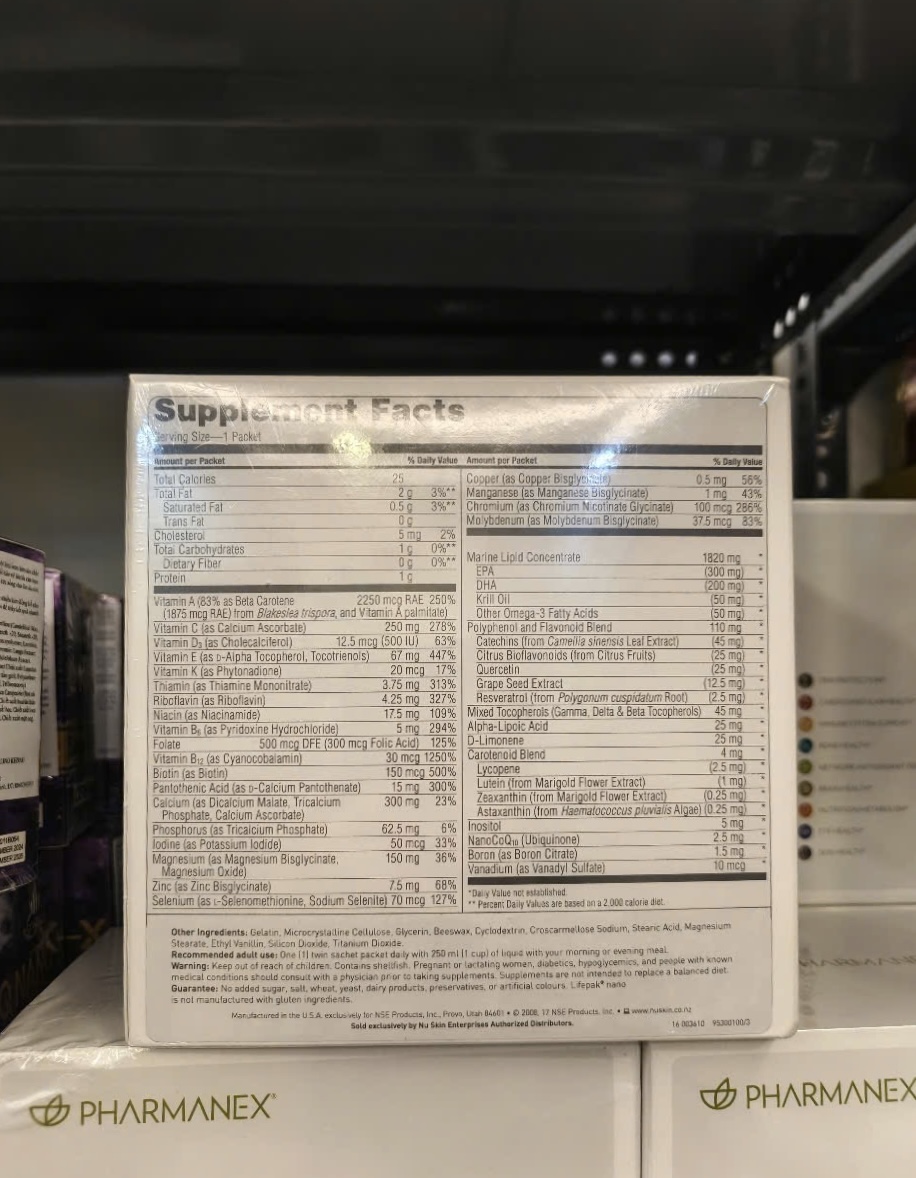 Supplement Facts
Serving Size—1 Packet
Amount per Packet % Daily Value
Total Calories 25
Total Fat 2 g 3%**
Saturated Fat 0.5 g 3%**
Trans Fat 0 g
Cholesterol 5 mg 2%
Total Carbohydrates 1 g 0%**
Dietary Fiber 0 g 0%**
Protein 1 g
Vitamin A (83% as Beta Carotene 2250 mcg RAE 250%
(1875 mcg RAE) from Blakeslea trispora, and Vitamin A palmitate)
Vitamin C (as Calcium Ascorbate) 250 mg 278%
Vitamin D3 (as Cholecalciferol) 12.5 mcg (500 IU) 63%
Vitamin E (as D-Alpha Tocopherol, Tocotrienols) 67 mg 447%
Vitamin K (as Phytonadione) 20 mcg 17%
Thiamin (as Thiamine Mononitrate) 3.75 mg 313%
Riboflavin (as Riboflavin) 4.25 mg 327%
Niacin (as Niacinamide) 17.5 mg 109%
Vitamin B6 (as Pyridoxine Hydrochloride) 5 mg 294%
Folate 500 mcg DFE (300 mcg Folic Acid) 125%
Vitamin B12 (as Cyanocobalamin) 30 mcg 1250%
Biotin (as Biotin) 150 mcg 500%
Pantothenic Acid (as D-Calcium Pantothenate) 15 mg 300%
Calcium (as Dicalcium Malate, Tricalcium 300 mg 23%
Phosphate, Calcium Ascorbate)
Phosphorus (as Tricalcium Phosphate) 62.5 mg 6%
Iodine (as Potassium Iodide) 50 mcg 33%
Magnesium (as Magnesium Bisglycinate, 150 mg 36%
Magnesium Oxide)
Zinc (as Zinc Bisglycinate) 7.5 mg 68%
Selenium (as L-Selenomethionine, Sodium Selenite) 70 mcg 127%
Amount per Packet % Daily Value
Copper (as Copper Bisglycinate) 0.5 mg 56%
Manganese (as Manganese Bisglycinate) 1 mg 43%
Chromium (as Chromium Nicotinate Glycinate) 100 mcg 286%
Molybdenum (as Molybdenum Bisglycinate) 37.5 mcg 83%
Marine Lipid Concentrate 1820 mg *
EPA (300 mg) *
DHA (200 mg) *
Krill Oil (50 mg) *
Other Omega-3 Fatty Acids (50 mg) *
Polyphenol and Flavonoid Blend 110 mg *
Catechins (from Camellia sinensis Leaf Extract) (45 mg) *
Citrus Bioflavonoids (from Citrus Fruits) (25 mg) *
Quercetin (25 mg) *
Grape Seed Extract (12.5 mg) *
Resveratrol (from Polygonum cuspidatum Root) (2.5 mg) *
Mixed Tocopherols (Gamma, Delta & Beta Tocopherols) 45 mg *
Alpha-Lipoic Acid 25 mg *
D-Limonene 25 mg *
Carotenoid Blend 4 mg *
Lycopene (2.5 mg) *
Lutein (from Marigold Flower Extract) (1 mg) *
Zeaxanthin (from Marigold Flower Extract) (0.25 mg) *
Astaxanthin (from Haematococcus pluvialis Algae) (0.25 mg) *
Inositol 5 mg *
NanoCoQ10 (Ubiquinone) 2.5 mg *
Boron (as Boron Citrate) 1.5 mg *
Vanadium (as Vanadyl Sulfate) 10 mcg *
*Daily Value not established.
** Percent Daily Values are based on a 2,000 calorie diet.
Other Ingredients: Gelatin, Microcrystalline Cellulose, Glycerin, Beeswax, Cyclodextrin, Croscarmellose Sodium, Stearic Acid, Magnesium
Stearate, Ethyl Vanillin, Silicon Dioxide, Titanium Dioxide.
Recommended adult use: One (1) twin sachet packet daily with 250 ml (1 cup) of liquid with your morning or evening meal.
Warning: Keep out of reach of children. Contains shellfish. Pregnant or lactating women, diabetics, hypoglycemics, and people with known
medical conditions should consult with a physician prior to taking supplements. Supplements are not intended to replace a balanced diet.
Guarantee: No added sugar, salt, wheat, yeast, dairy products, preservatives, or artificial colours. Lifepak® nano
is not manufactured with gluten ingredients.
Manufactured in the U.S.A. exclusively for NSE Products, Inc., Provo, Utah 84601 • © 2008, 17 NSE Products, Inc. • www.nuskin.co.nz
Sold exclusively by Nu Skin Enterprises Authorized Distributors. 16 003610 95300100/3
PHARMANEX®
PHARMANEX